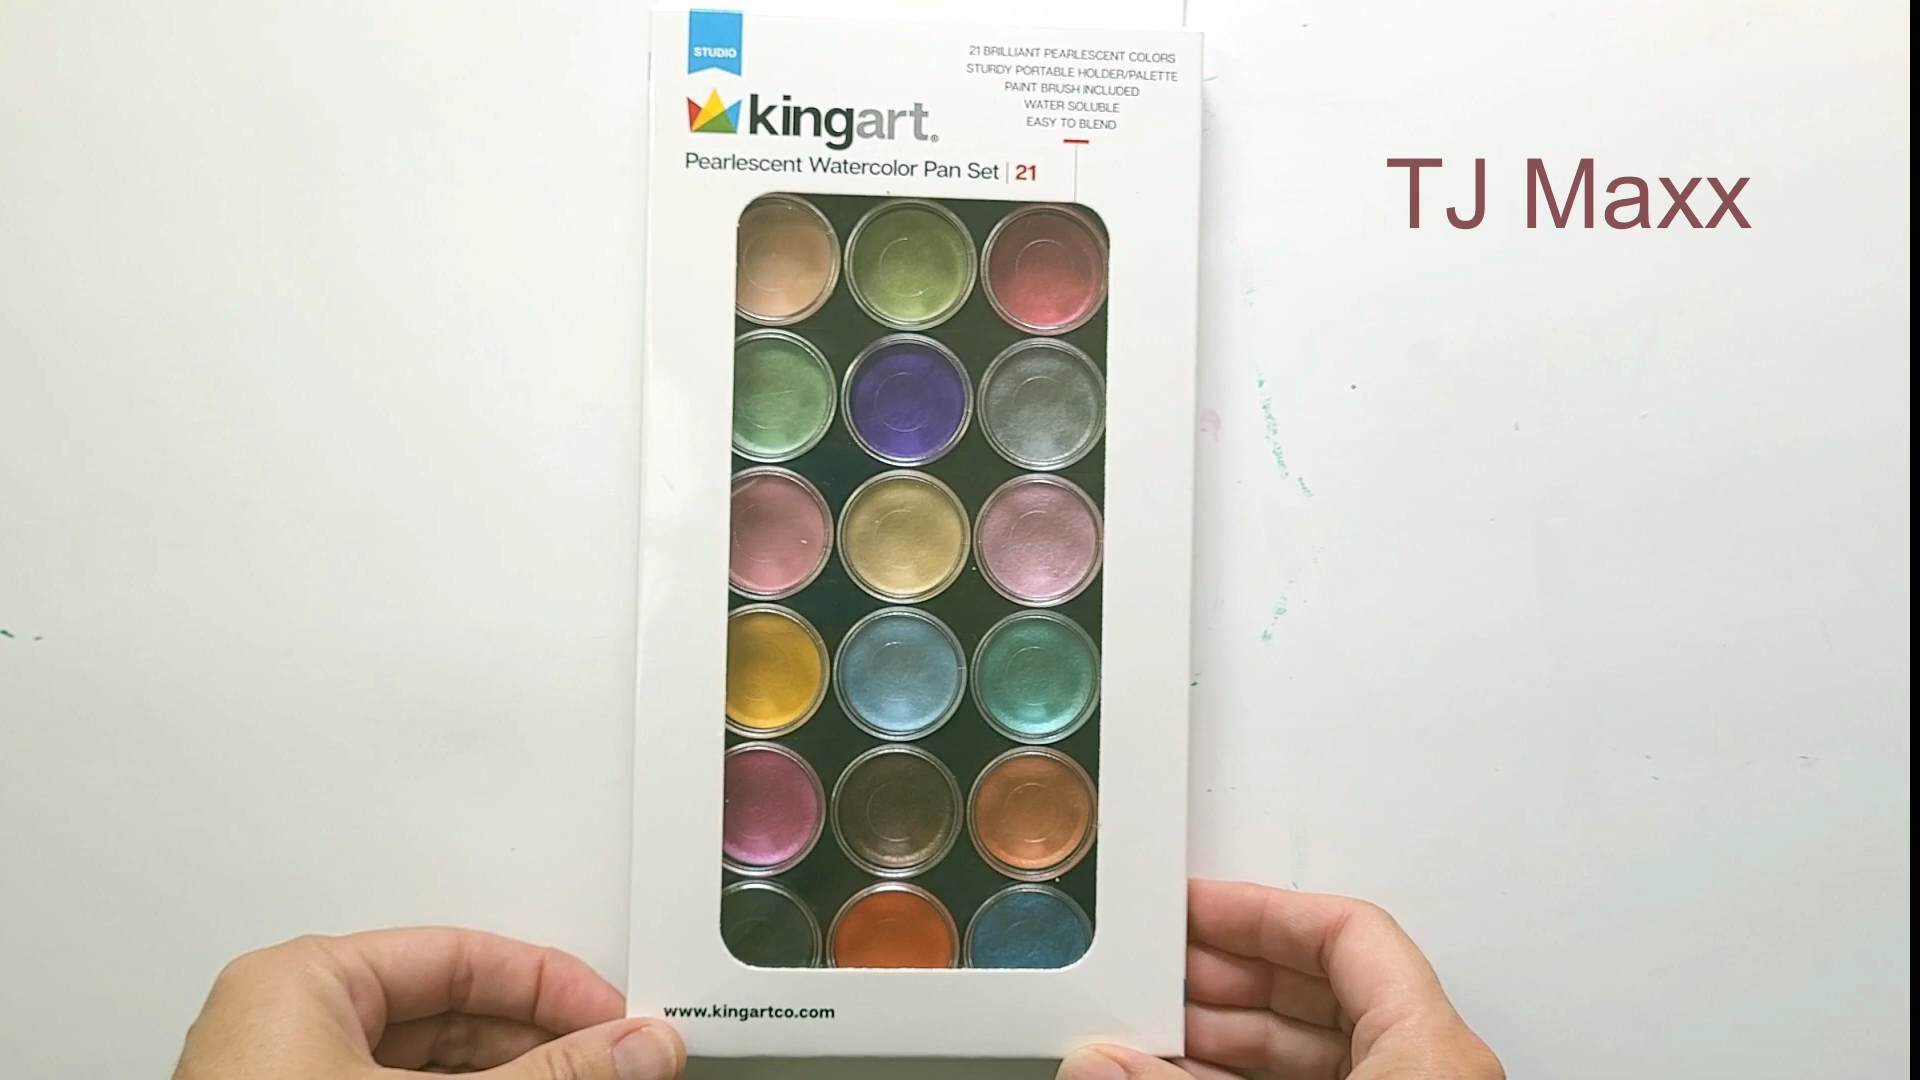 STUDIO
kingart®
Pearlescent Watercolor Pan Set | 21
21 BRILLIANT PEARLESCENT COLORS
STURDY PORTABLE HOLDER/PALETTE
PAINT BRUSH INCLUDED
WATER SOLUBLE
EASY TO BLEND
TJ Maxx
www.kingartco.com